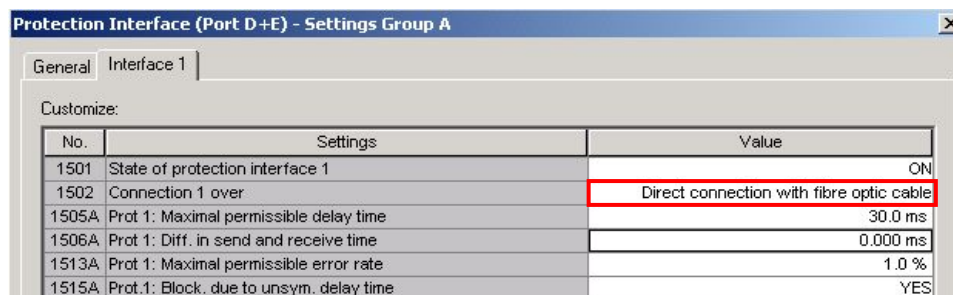 Protection Interface (Port D+E) - Settings Group A
General Interface 1
Customize:
No. Settings Value
1501 State of protection interface 1 ON
1502 Connection 1 over Direct connection with fibre optic cable
1505A Prot 1: Maximal permissible delay time 30.0 ms
1506A Prot 1: Diff. in send and receive time 0.000 ms
1513A Prot 1: Maximal permissible error rate 1.0 %
1515A Prot.1: Block. due to unsym. delay time YES